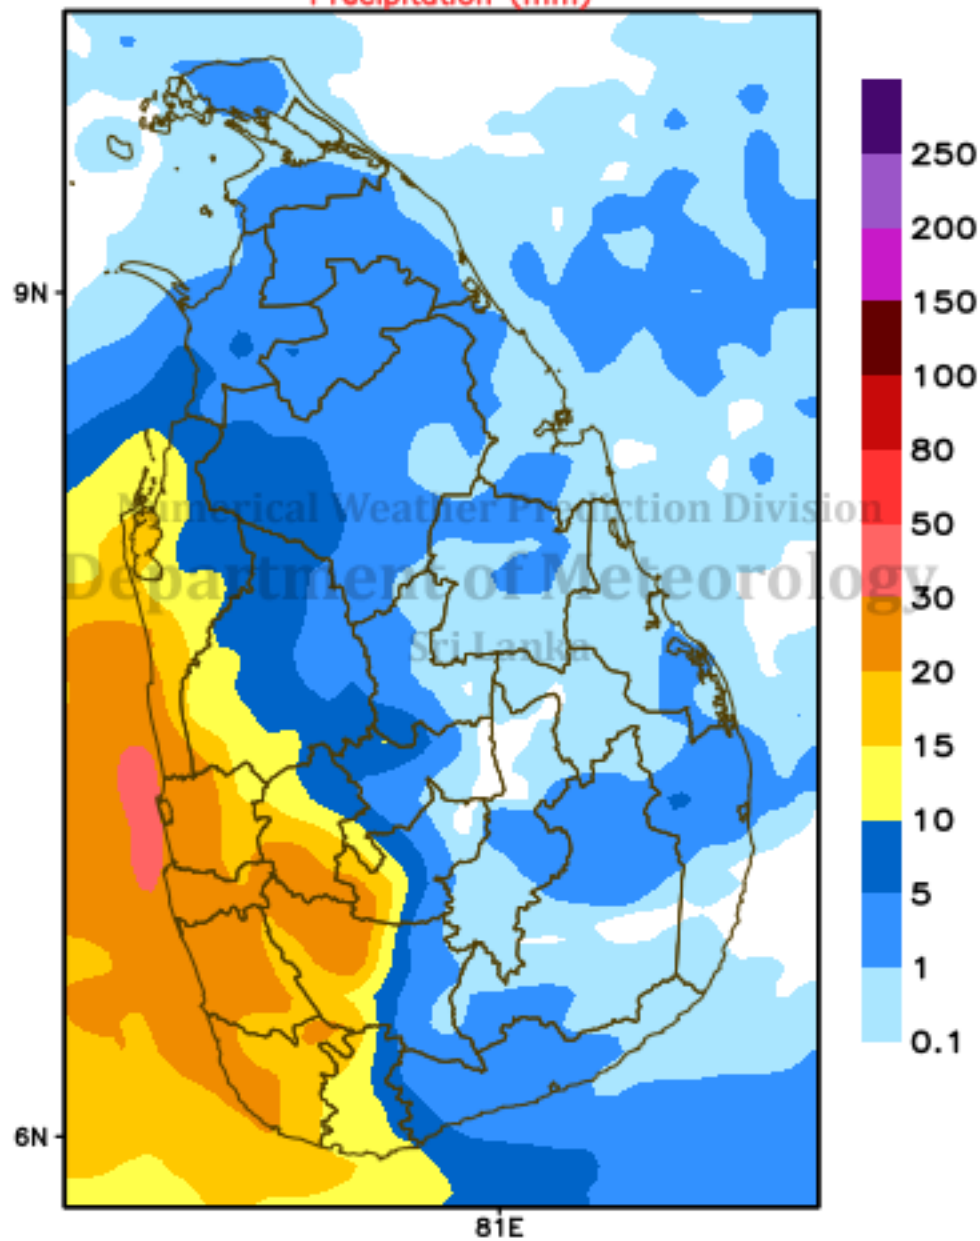 Precipitation (mm)
9N
6N
81E
Numerical Weather Prediction Division
Department of Meteorology
Sri Lanka
250
200
150
100
80
50
30
20
15
10
5
1
0.1